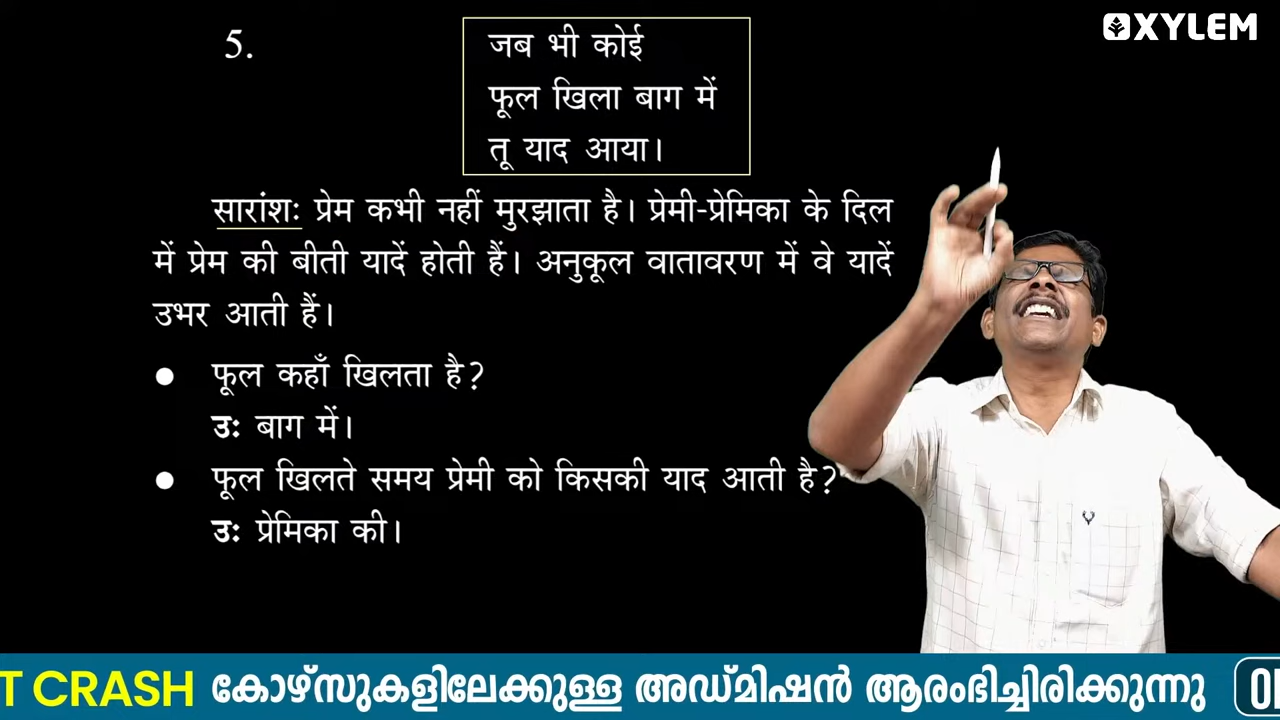 OXYLEM
5.
जब भी कोई
फूल खिला बाग में
तू याद आया।
सारांशः प्रेम कभी नहीं मुरझाता है। प्रेमी-प्रेमिका के दिल
में प्रेम की बीती यादें होती हैं। अनुकूल वातावरण में वे यादें
उभर आती हैं।
● फूल कहाँ खिलता है?
उः बाग में।
● फूल खिलते समय प्रेमी को किसकी याद आती है?
उः प्रेमिका की।
T CRASH കോഴ്സുകളിലേക്കുള്ള അഡ്മിഷൻ ആരംഭിച്ചിരിക്കുന്നു